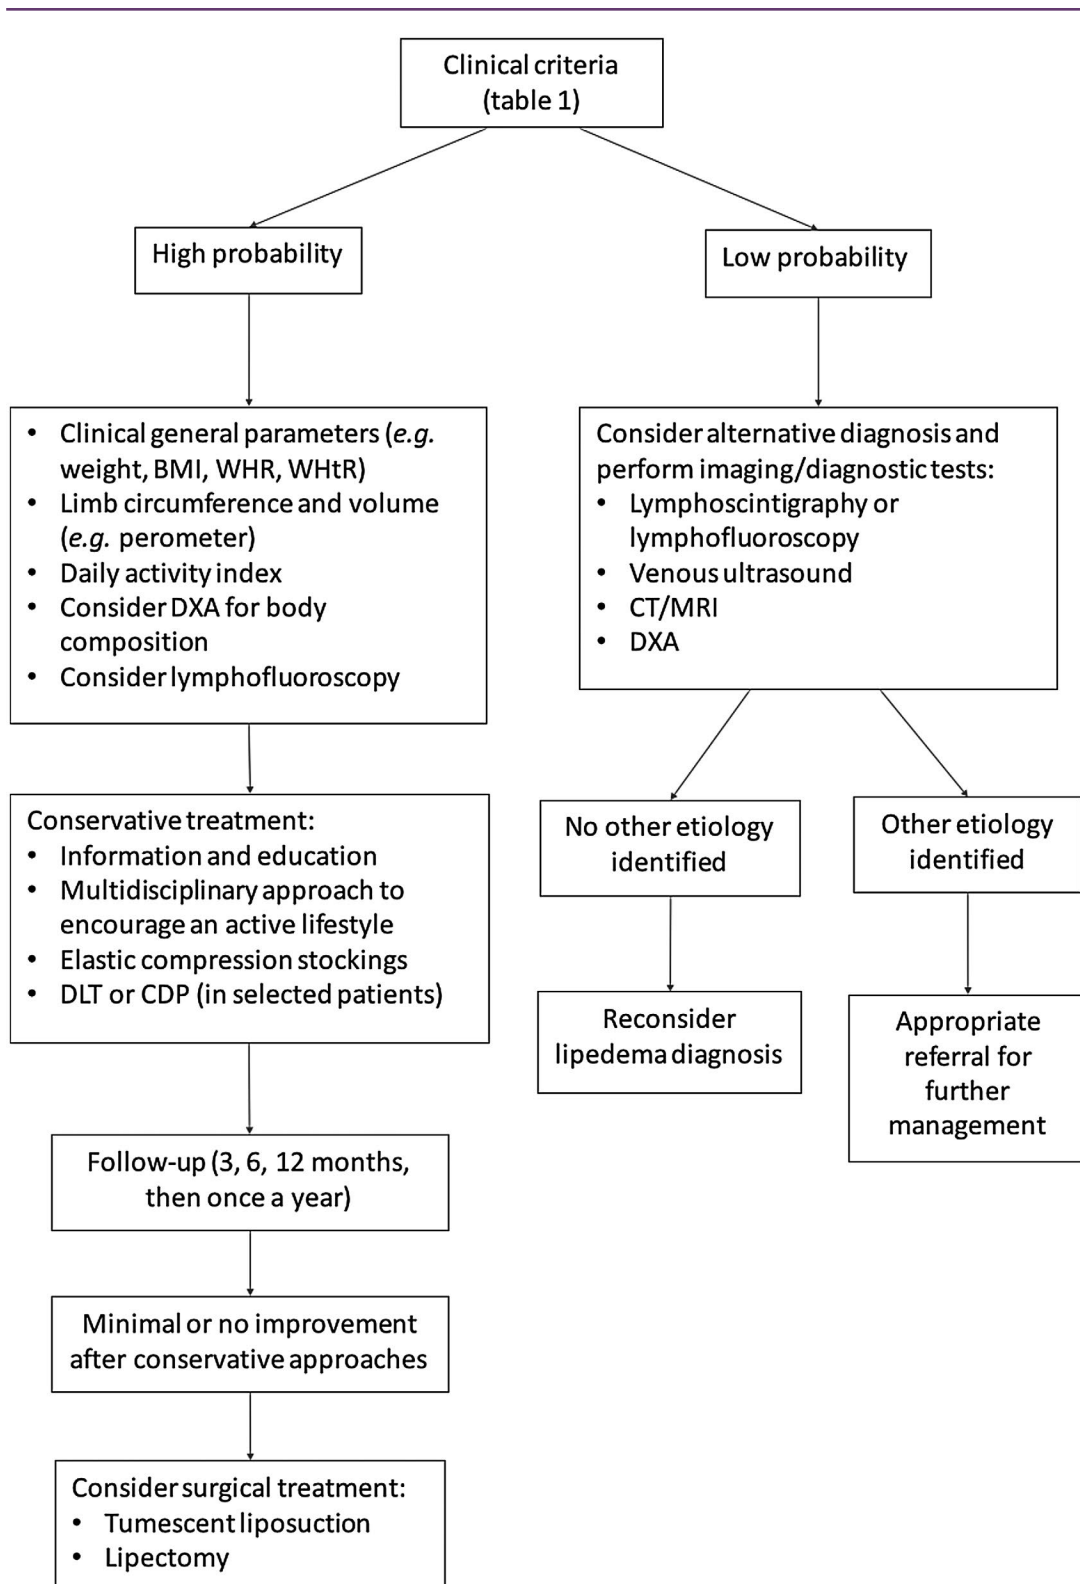 Clinical criteria
(table 1)
High probability
Low probability
• Clinical general parameters (e.g.
weight, BMI, WHR, WHtR)
• Limb circumference and volume
(e.g. perometer)
• Daily activity index
• Consider DXA for body
composition
• Consider lymphofluoroscopy
Consider alternative diagnosis and
perform imaging/diagnostic tests:
• Lymphoscintigraphy or
lymphofluoroscopy
• Venous ultrasound
• CT/MRI
• DXA
Conservative treatment:
• Information and education
• Multidisciplinary approach to
encourage an active lifestyle
• Elastic compression stockings
• DLT or CDP (in selected patients)
No other etiology
identified
Other etiology
identified
Reconsider
lipedema diagnosis
Appropriate
referral for
further
management
Follow-up (3, 6, 12 months,
then once a year)
Minimal or no improvement
after conservative approaches
Consider surgical treatment:
• Tumescent liposuction
• Lipectomy